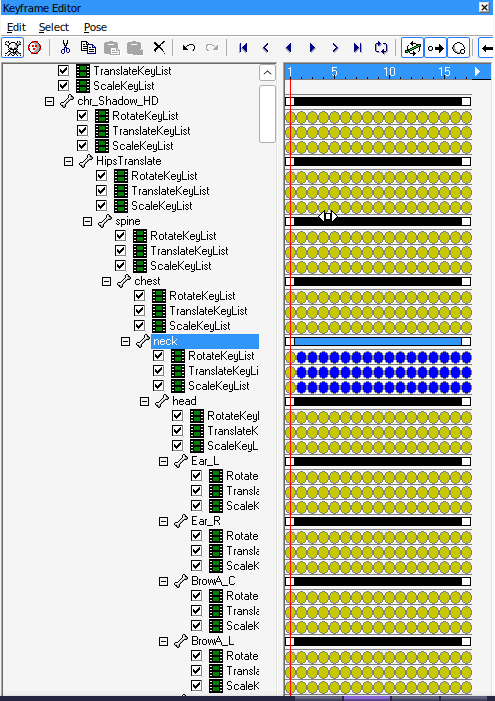 Keyframe Editor
Edit Select Pose
1 5 10 15
TranslateKeyList
ScaleKeyList
chr_Shadow_HD
RotateKeyList
TranslateKeyList
ScaleKeyList
HipsTranslate
RotateKeyList
TranslateKeyList
ScaleKeyList
spine
RotateKeyList
TranslateKeyList
ScaleKeyList
chest
RotateKeyList
TranslateKeyList
ScaleKeyList
neck
RotateKeyList
TranslateKeyLi
ScaleKeyList
head
RotateKeyl
TranslateK
ScaleKeyL
Ear_L
Rotate
Transla
ScaleK
Ear_R
Rotate
Transla
ScaleK
BrowA_C
Rotate
Transla
ScaleK
BrowA_L
Rotate
Transla
ScaleK